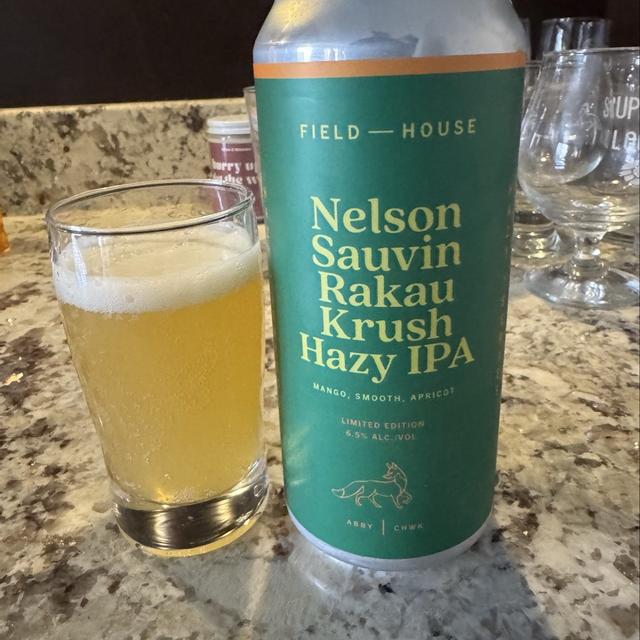 FIELD — HOUSE
Nelson
Sauvin
Rakau
Krush
Hazy IPA
MANGO, SMOOTH, APRICOT
LIMITED EDITION
6.5% ALC./VOL.
ABBY | CHWK